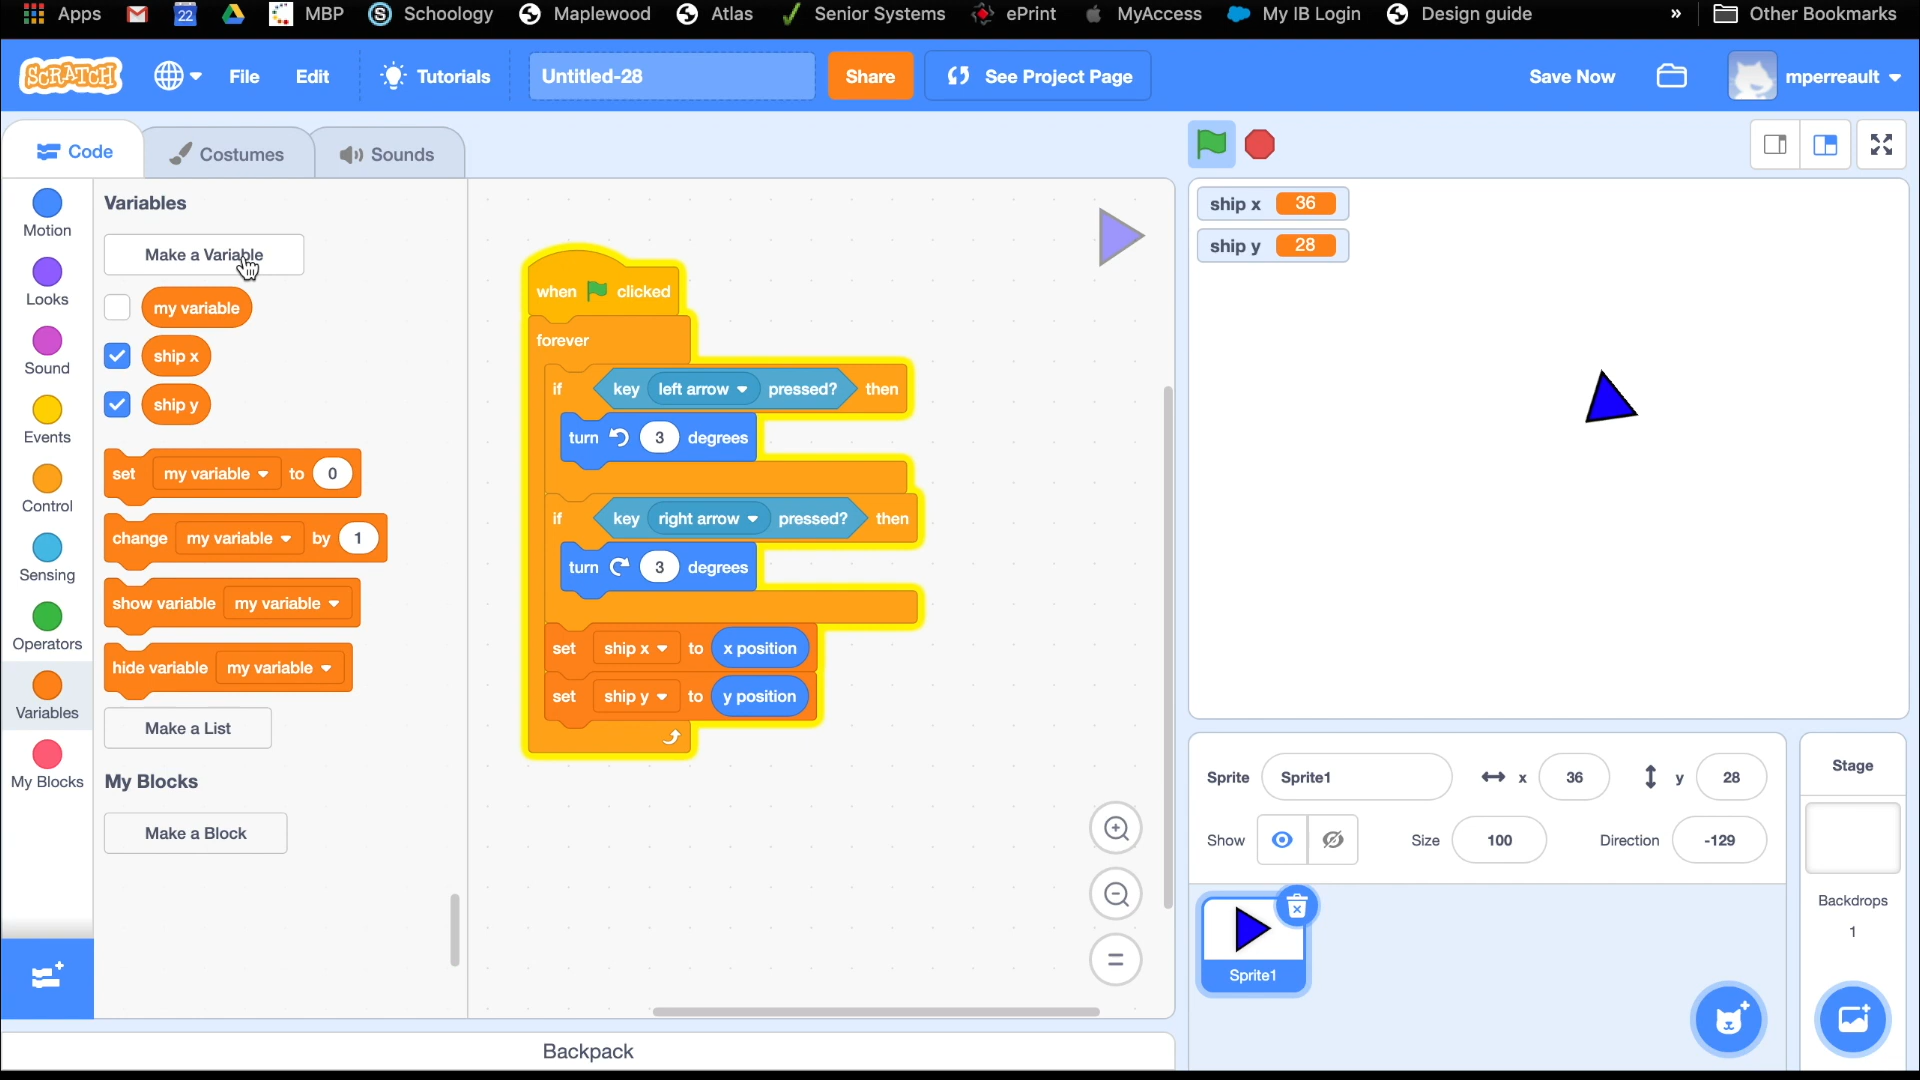 Apps 22 MBP Schoology Maplewood Atlas Senior Systems ePrint MyAccess My IB Login Design guide » Other Bookmarks
SCRATCH File Edit Tutorials Untitled-28 Share See Project Page Save Now mperreault
Code Costumes Sounds
Motion
Looks
Sound
Events
Control
Sensing
Operators
Variables
My Blocks
Variables
Make a Variable
my variable
ship x
ship y
set my variable to 0
change my variable by 1
show variable my variable
hide variable my variable
Make a List
My Blocks
Make a Block
when clicked
forever
if key left arrow pressed? then
turn 3 degrees
if key right arrow pressed? then
turn 3 degrees
set ship x to x position
set ship y to y position
Backpack
ship x 36
ship y 28
Sprite Sprite1 x 36 y 28
Show Size 100 Direction -129
Sprite1
Stage
Backdrops
1